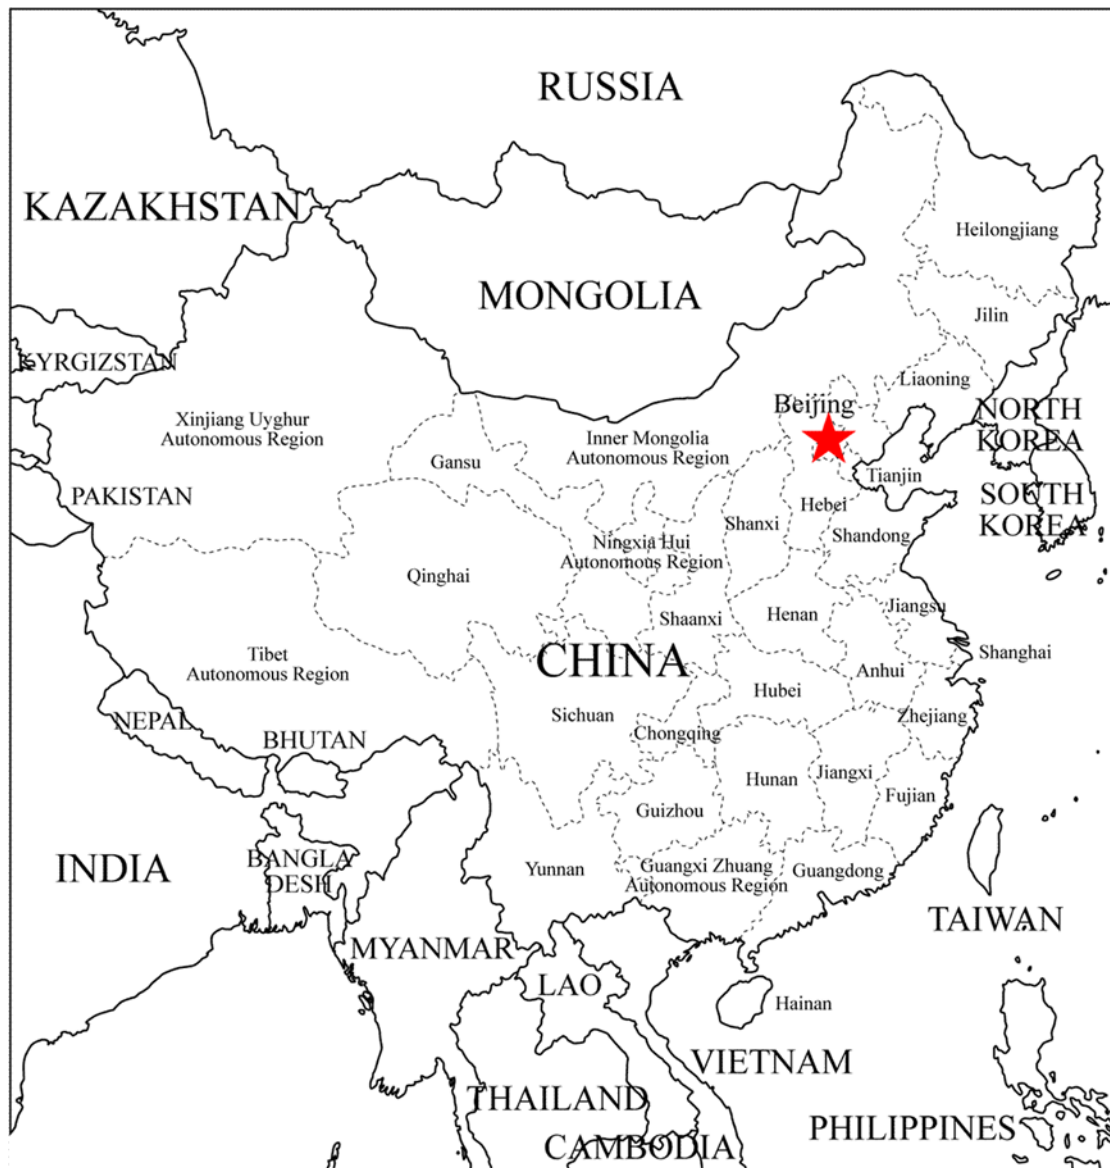 RUSSIA
KAZAKHSTAN
Heilongjiang
MONGOLIA
Jilin
KYRGIZSTAN
Liaoning
Beijing
NORTH
KOREA
Xinjiang Uyghur
Autonomous Region
Inner Mongolia
Autonomous Region
Gansu
Tianjin
PAKISTAN
SOUTH
KOREA
Hebei
Shanxi
Shandong
Ningxia Hui
Autonomous Region
Qinghai
Jiangsu
Henan
Shaanxi
Shanghai
Tibet
Autonomous Region
CHINA
Anhui
Hubei
Sichuan
Zhejiang
NEPAL
Chongqing
BHUTAN
Jiangxi
Hunan
Fujian
Guizhou
INDIA
BANGLA
DESH
Yunnan
Guangxi Zhuang
Autonomous Region
Guangdong
TAIWAN
MYANMAR
LAO
Hainan
VIETNAM
THAILAND
PHILIPPINES
CAMBODIA